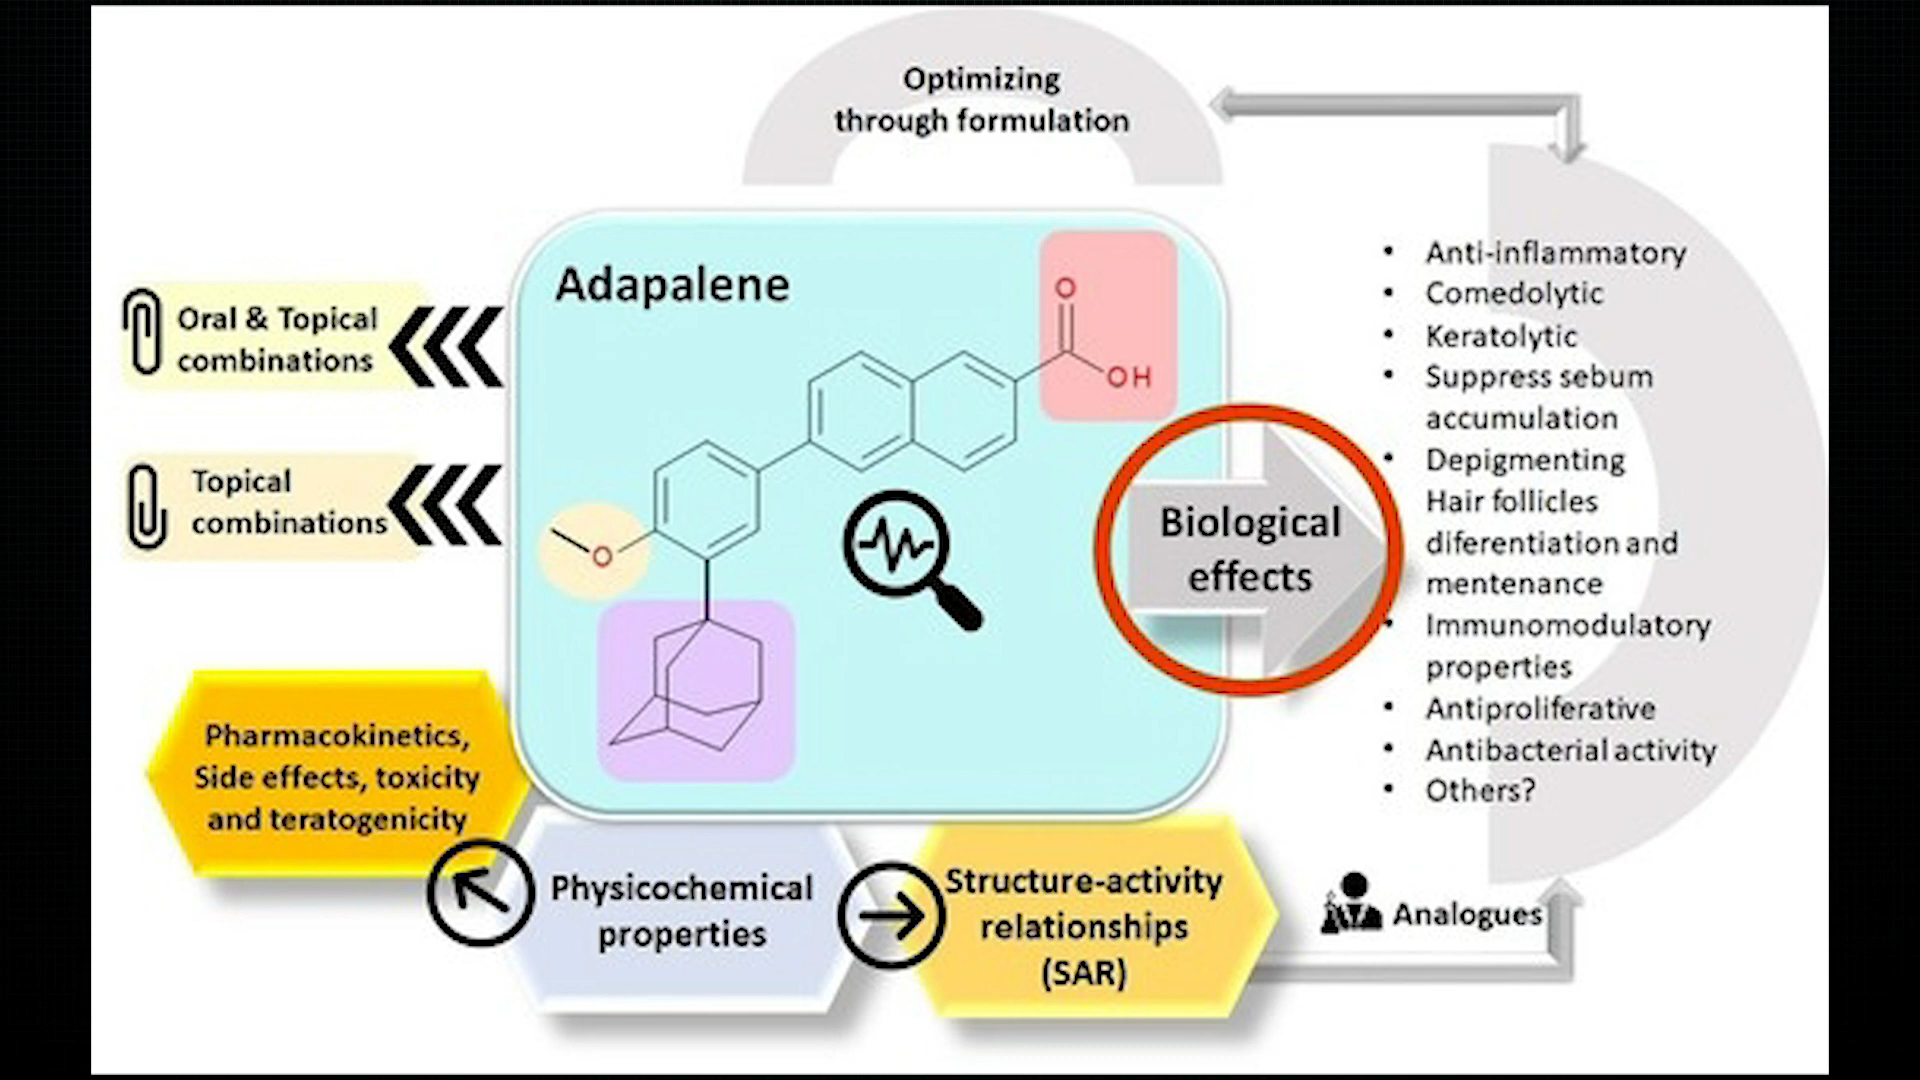 Optimizing
through formulation
Adapalene
O
OH
O
Oral & Topical
combinations
Topical
combinations
Biological
effects
• Anti-inflammatory
• Comedolytic
• Keratolytic
• Suppress sebum
accumulation
• Depigmenting
Hair follicles
diferentiation and
mentenance
• Immunomodulatory
properties
• Antiproliferative
• Antibacterial activity
• Others?
Pharmacokinetics,
Side effects, toxicity
and teratogenicity
Physicochemical
properties
Structure-activity
relationships
(SAR)
Analogues